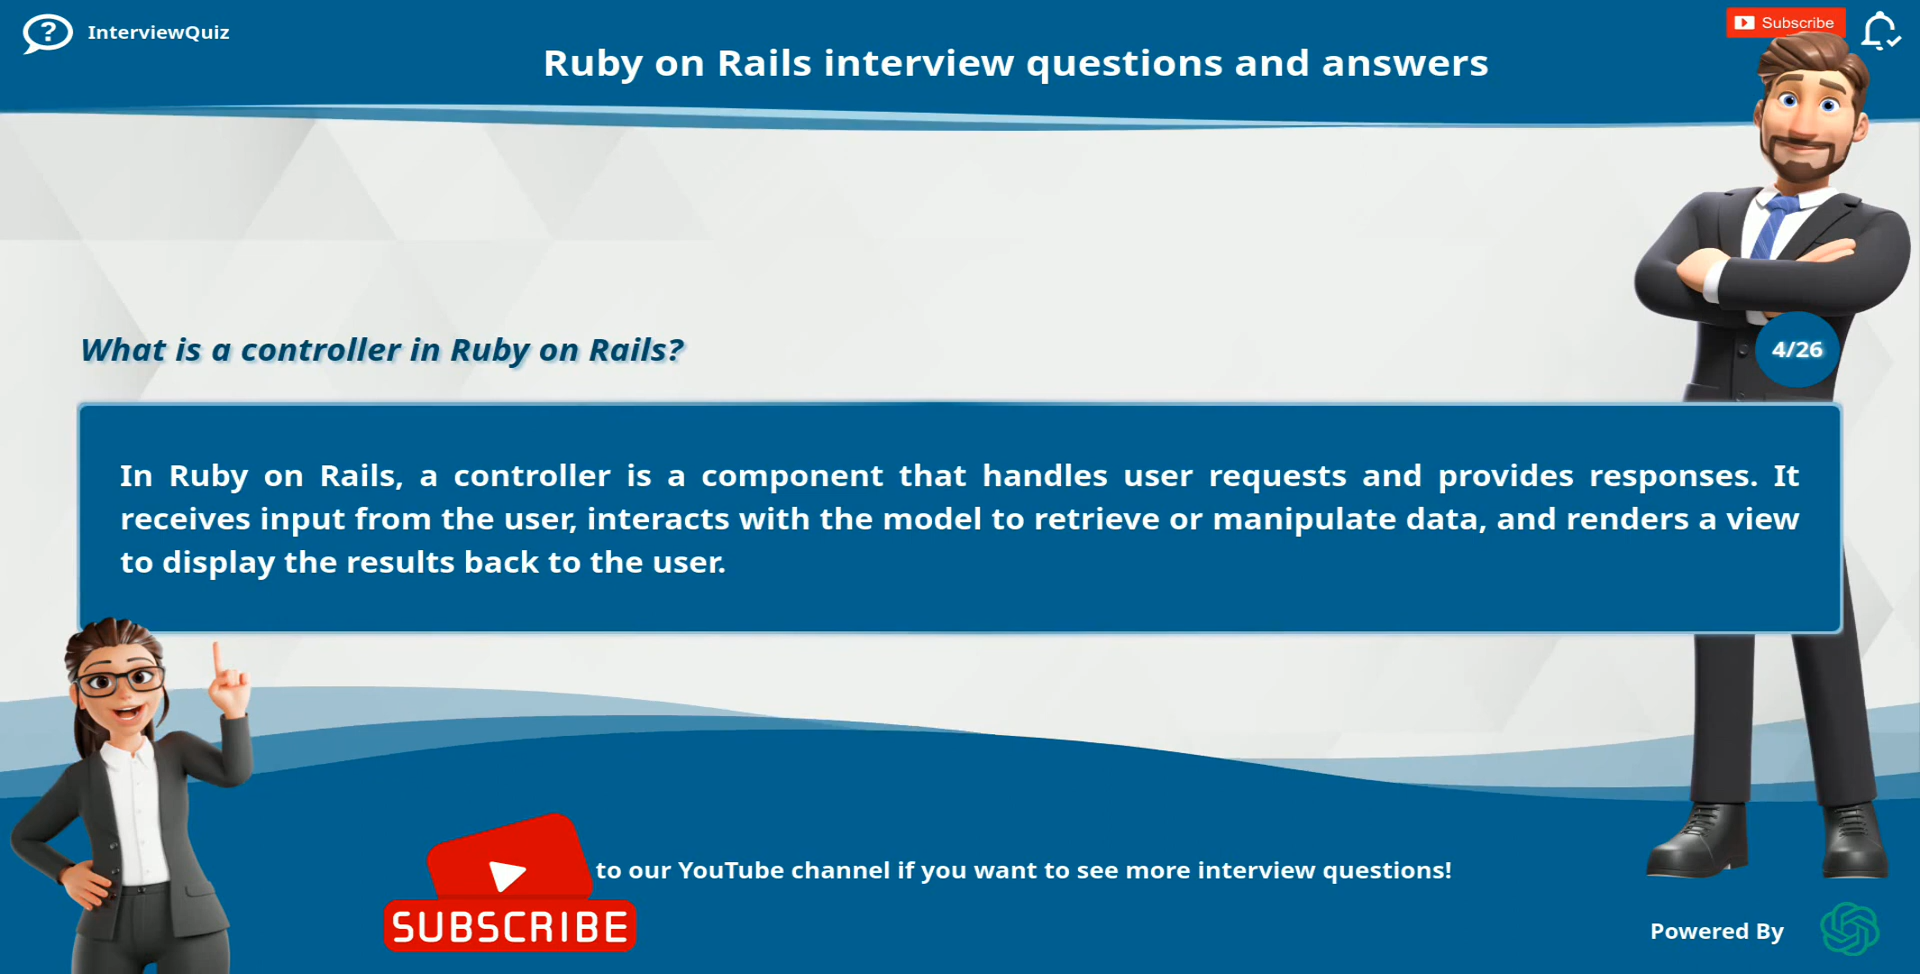 InterviewQuiz
Subscribe
Ruby on Rails interview questions and answers
What is a controller in Ruby on Rails?
4/26
In Ruby on Rails, a controller is a component that handles user requests and provides responses. It
receives input from the user, interacts with the model to retrieve or manipulate data, and renders a view
to display the results back to the user.
to our YouTube channel if you want to see more interview questions!
SUBSCRIBE
Powered By